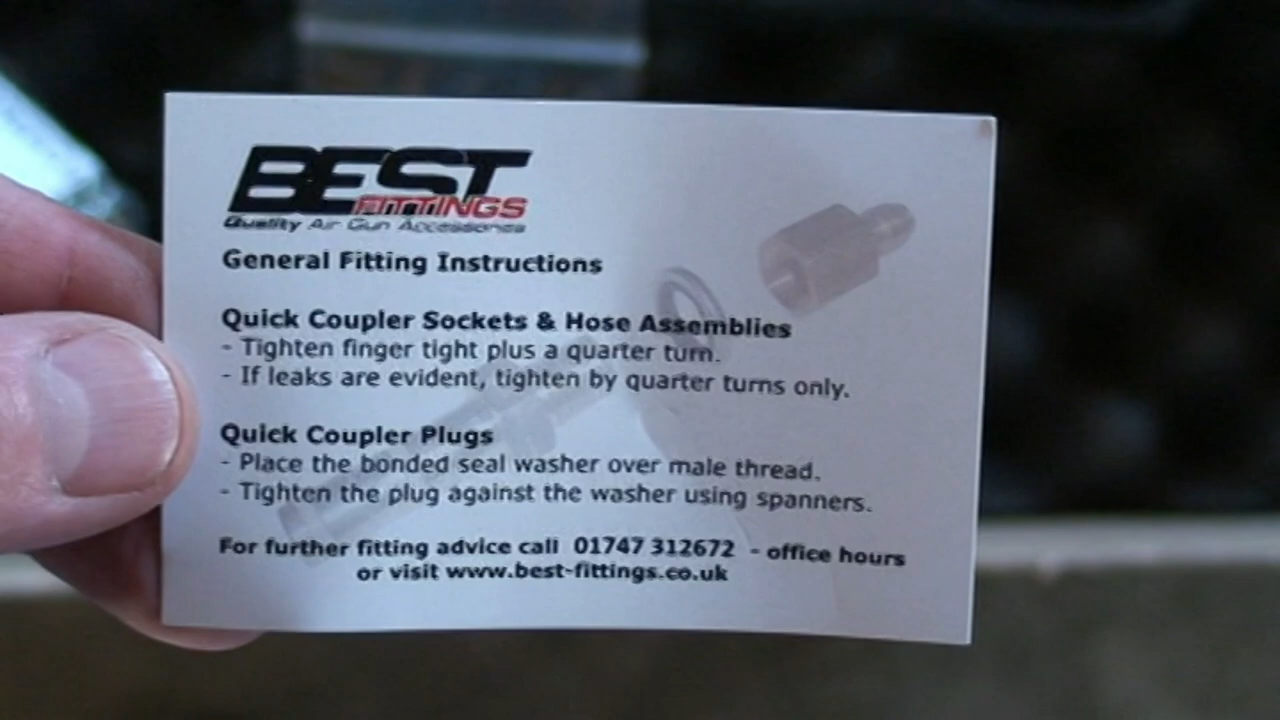 BEST
FITTINGS
Quality Air Gun Accessories
General Fitting Instructions
Quick Coupler Sockets & Hose Assemblies
- Tighten finger tight plus a quarter turn.
- If leaks are evident, tighten by quarter turns only.
Quick Coupler Plugs
- Place the bonded seal washer over male thread.
- Tighten the plug against the washer using spanners.
For further fitting advice call 01747 312672 - office hours
or visit www.best-fittings.co.uk